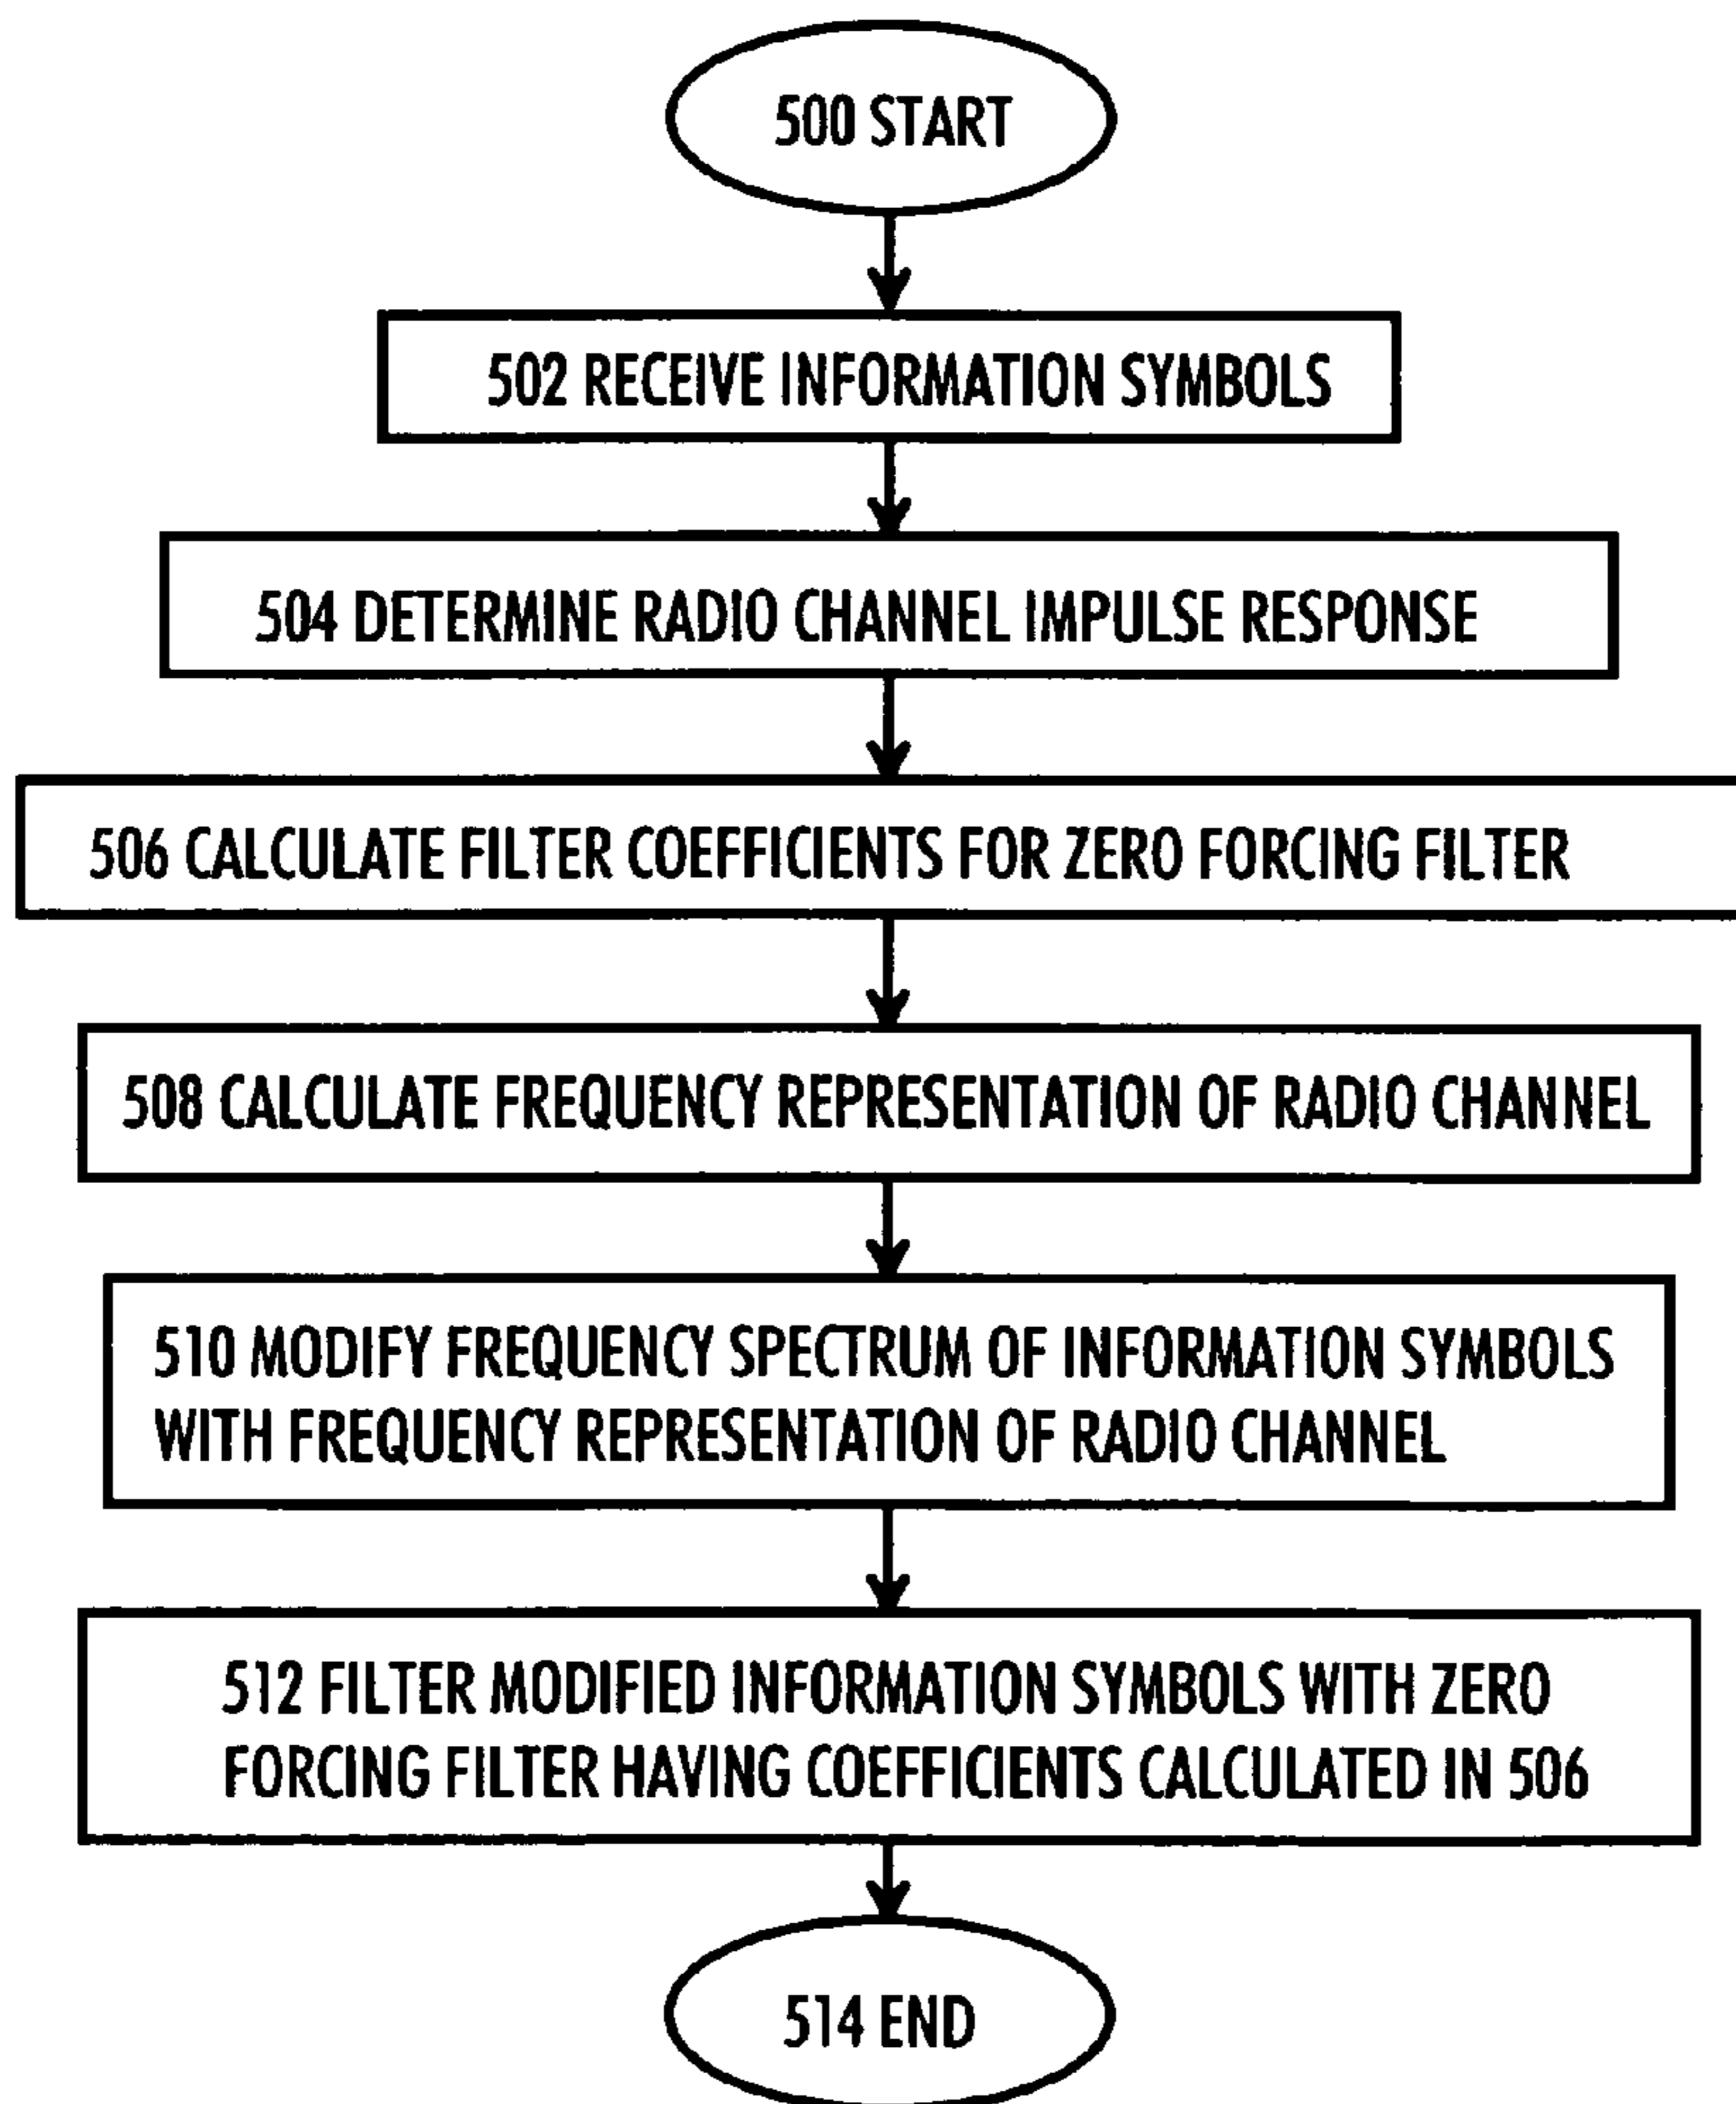 500 START
502 RECEIVE INFORMATION SYMBOLS
504 DETERMINE RADIO CHANNEL IMPULSE RESPONSE
506 CALCULATE FILTER COEFFICIENTS FOR ZERO FORCING FILTER
508 CALCULATE FREQUENCY REPRESENTATION OF RADIO CHANNEL
510 MODIFY FREQUENCY SPECTRUM OF INFORMATION SYMBOLS
WITH FREQUENCY REPRESENTATION OF RADIO CHANNEL
512 FILTER MODIFIED INFORMATION SYMBOLS WITH ZERO
FORCING FILTER HAVING COEFFICIENTS CALCULATED IN 506
514 END